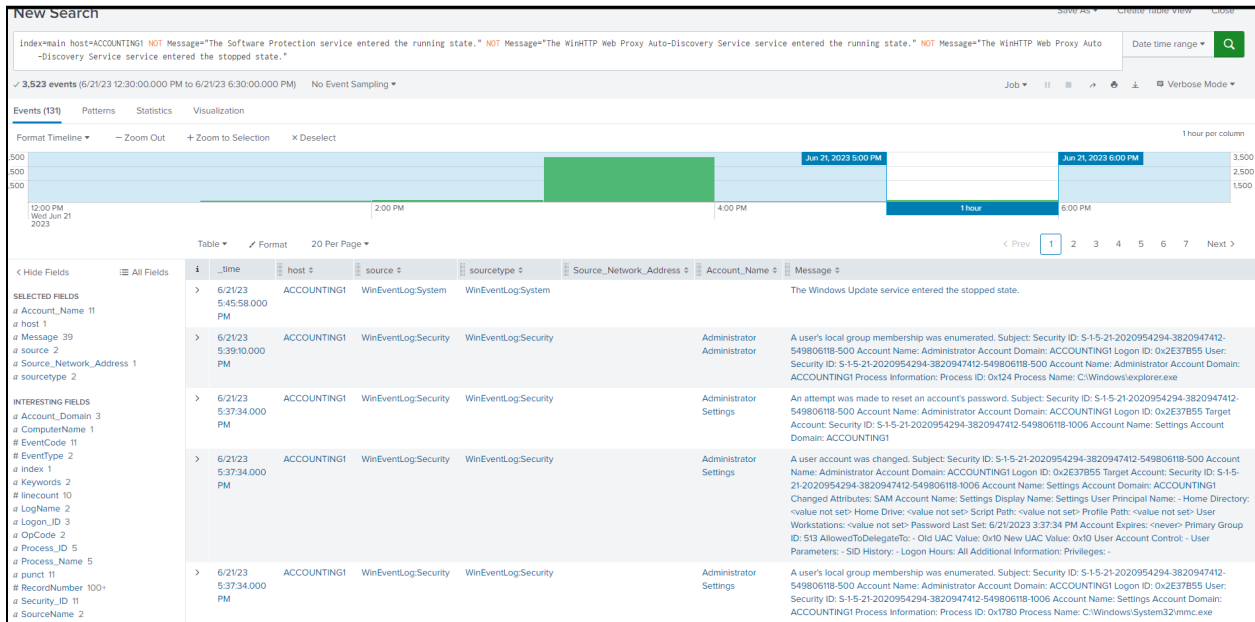 New Search
Save As ▾ Create Table View Close
index=main host=ACCOUNTING1 NOT Message="The Software Protection service entered the running state." NOT Message="The WinHTTP Web Proxy Auto-Discovery Service service entered the running state." NOT Message="The WinHTTP Web Proxy Auto
-Discovery Service service entered the stopped state."
Date time range ▾
✓ 3,523 events (6/21/23 12:30:00.000 PM to 6/21/23 6:30:00.000 PM) No Event Sampling ▾
Job ▾ Verbose Mode ▾
Events (131) Patterns Statistics Visualization
Format Timeline ▾ — Zoom Out + Zoom to Selection × Deselect
1 hour per column
Jun 21, 2023 5:00 PM Jun 21, 2023 6:00 PM
,500 3,500
,500 2,500
,500 1,500
12:00 PM 2:00 PM 4:00 PM 1 hour 6:00 PM
Wed Jun 21
2023
Table ▾ Format 20 Per Page ▾
< Prev 1 2 3 4 5 6 7 Next >
< Hide Fields All Fields
SELECTED FIELDS
a Account_Name 11
a host 1
a Message 39
a source 2
a Source_Network_Address 1
a sourcetype 2
INTERESTING FIELDS
a Account_Domain 3
a ComputerName 1
# EventCode 11
# EventType 2
a index 1
a Keywords 2
# linecount 10
a LogName 2
a Logon_ID 3
a OpCode 2
a Process_ID 5
a Process_Name 5
a punct 11
# RecordNumber 100+
a Security_ID 11
a SourceName 2
i _time host source sourcetype Source_Network_Address Account_Name Message
> 6/21/23 ACCOUNTING1 WinEventLog:System WinEventLog:System The Windows Update service entered the stopped state.
5:45:58.000
PM
> 6/21/23 ACCOUNTING1 WinEventLog:Security WinEventLog:Security Administrator A user's local group membership was enumerated. Subject: Security ID: S-1-5-21-2020954294-3820947412-
5:39:10.000 Administrator 549806118-500 Account Name: Administrator Account Domain: ACCOUNTING1 Logon ID: 0x2E37B55 User:
PM Security ID: S-1-5-21-2020954294-3820947412-549806118-500 Account Name: Administrator Account Domain:
ACCOUNTING1 Process Information: Process ID: 0x124 Process Name: C:\Windows\explorer.exe
> 6/21/23 ACCOUNTING1 WinEventLog:Security WinEventLog:Security Administrator An attempt was made to reset an account's password. Subject: Security ID: S-1-5-21-2020954294-3820947412-
5:37:34.000 Settings 549806118-500 Account Name: Administrator Account Domain: ACCOUNTING1 Logon ID: 0x2E37B55 Target
PM Account: Security ID: S-1-5-21-2020954294-3820947412-549806118-1006 Account Name: Settings Account
Domain: ACCOUNTING1
> 6/21/23 ACCOUNTING1 WinEventLog:Security WinEventLog:Security Administrator A user account was changed. Subject: Security ID: S-1-5-21-2020954294-3820947412-549806118-500 Account
5:37:34.000 Settings Name: Administrator Account Domain: ACCOUNTING1 Logon ID: 0x2E37B55 Target Account: Security ID: S-1-5-
PM 21-2020954294-3820947412-549806118-1006 Account Name: Settings Account Domain: ACCOUNTING1
Changed Attributes: SAM Account Name: Settings Display Name: Settings User Principal Name: - Home Directory:
<value not set> Home Drive: <value not set> Script Path: <value not set> Profile Path: <value not set> User
Workstations: <value not set> Password Last Set: 6/21/2023 3:37:34 PM Account Expires: <never> Primary Group
ID: 513 AllowedToDelegateTo: - Old UAC Value: 0x10 New UAC Value: 0x10 User Account Control: - User
Parameters: - SID History: - Logon Hours: All Additional Information: Privileges: -
> 6/21/23 ACCOUNTING1 WinEventLog:Security WinEventLog:Security Administrator A user's local group membership was enumerated. Subject: Security ID: S-1-5-21-2020954294-3820947412-
5:37:34.000 Settings 549806118-500 Account Name: Administrator Account Domain: ACCOUNTING1 Logon ID: 0x2E37B55 User:
PM Security ID: S-1-5-21-2020954294-3820947412-549806118-1006 Account Name: Settings Account Domain:
ACCOUNTING1 Process Information: Process ID: 0x1780 Process Name: C:\Windows\System32\mmc.exe